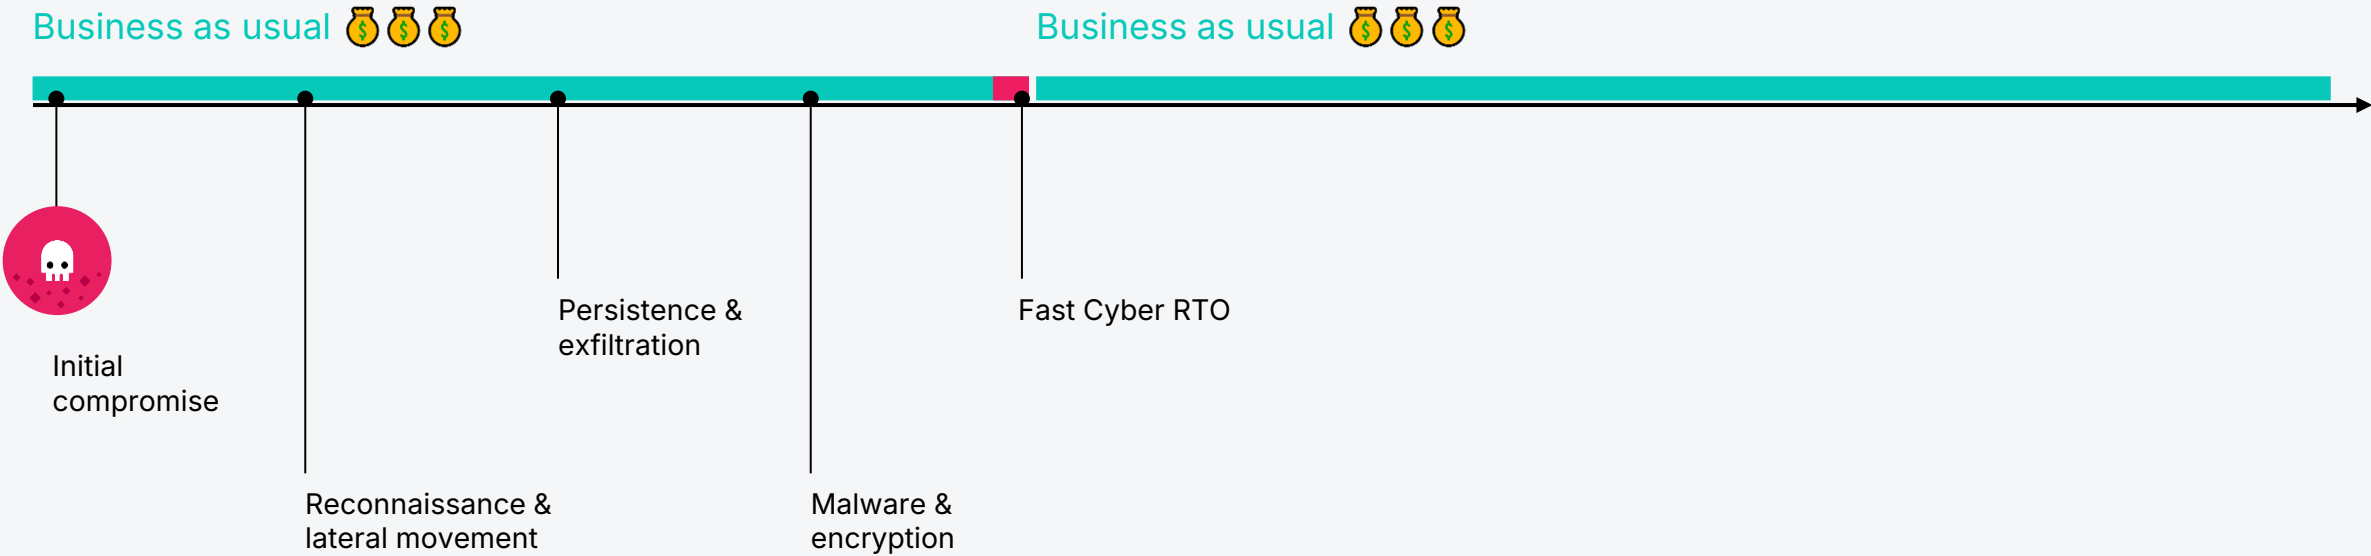 Business as usual
Business as usual
Initial
compromise
Reconnaissance &
lateral movement
Persistence &
exfiltration
Malware &
encryption
Fast Cyber RTO